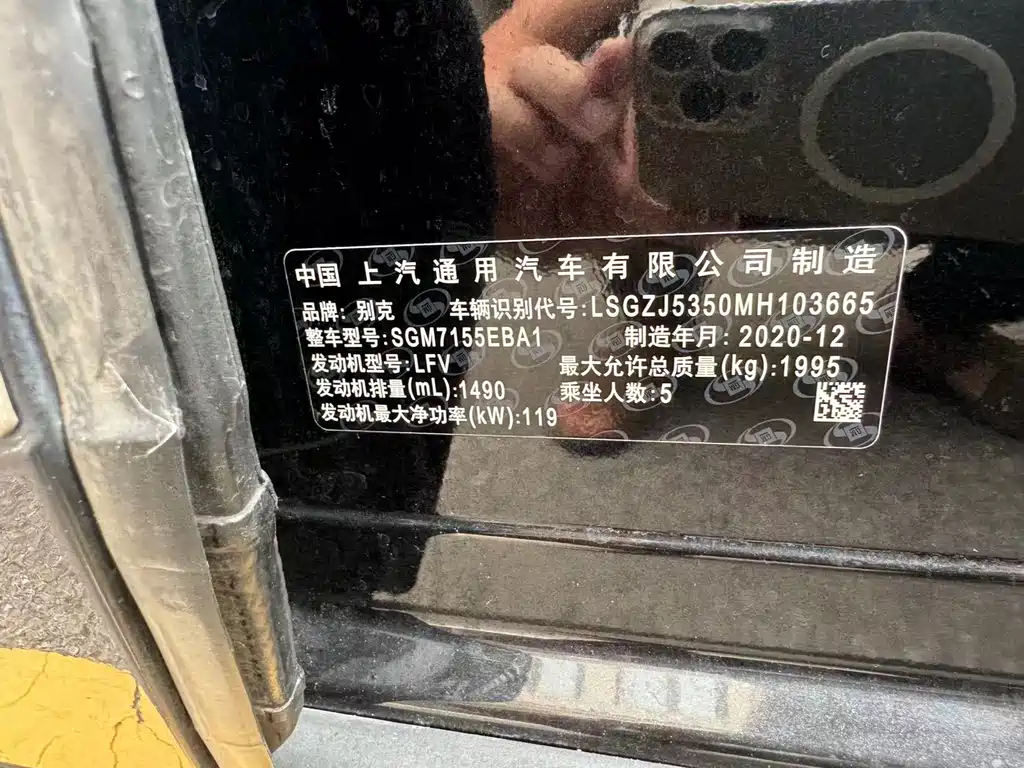 中国 上汽通用汽车有限公司制造
品牌: 别克 车辆识别代号:LSGZJ5350MH103665
整车型号:SGM7155EBA1 制造年月: 2020-12
发动机型号:LFV 最大允许总质量(kg):1995
发动机排量(mL):1490 乘坐人数:5
发动机最大净功率(kW):119